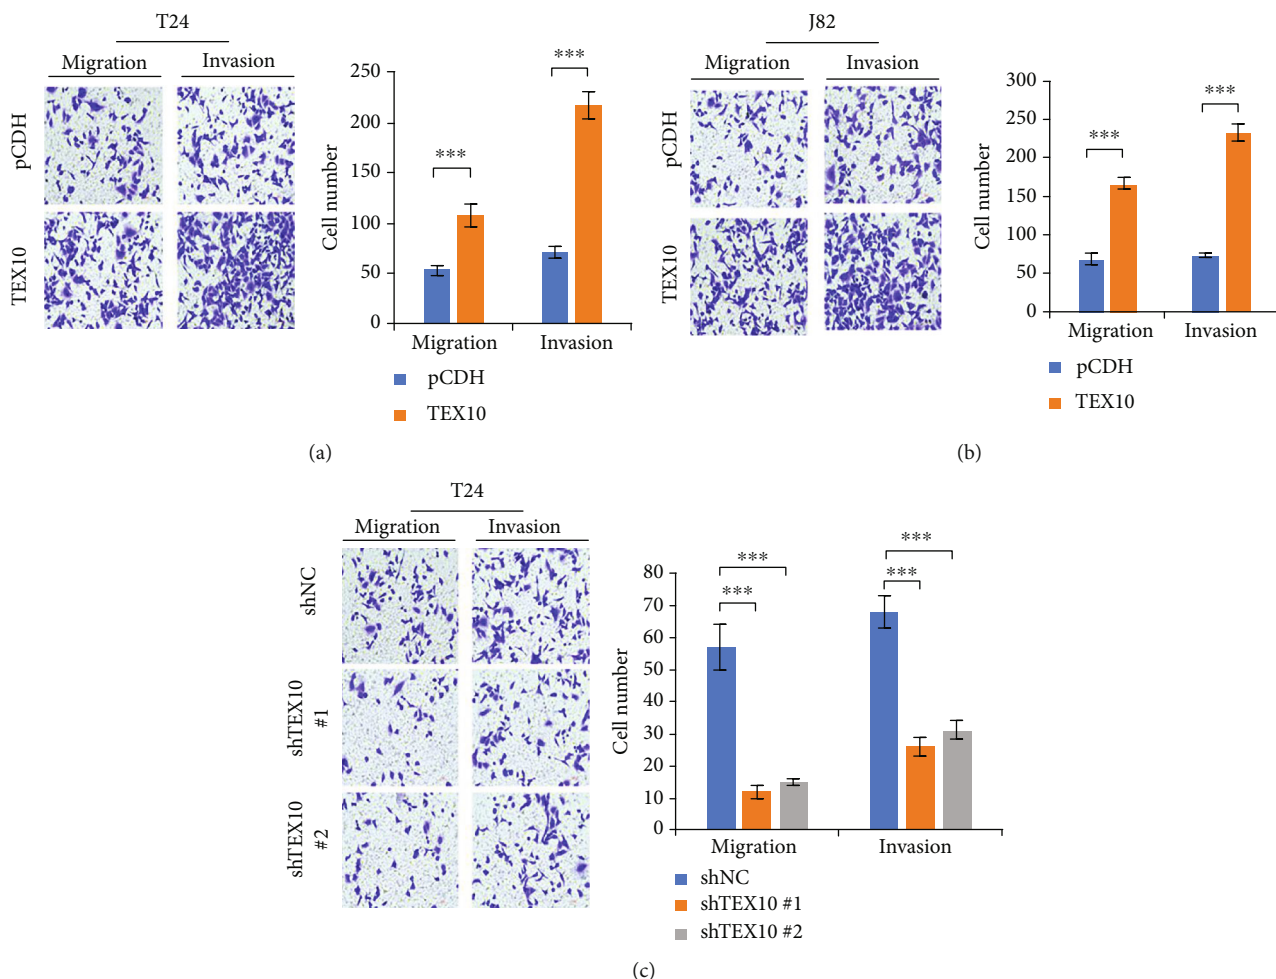 T24
Migration Invasion
pCDH
TEX10
Cell number
250
200
150
100
50
0
***
***
Migration Invasion
pCDH
TEX10
(a)
J82
Migration Invasion
pCDH
TEX10
Cell number
300
250
200
150
100
50
0
***
***
Migration Invasion
pCDH
TEX10
(b)
T24
Migration Invasion
shNC
shTEX10
#1
shTEX10
#2
Cell number
80
70
60
50
40
30
20
10
0
***
***
***
***
Migration Invasion
shNC
shTEX10 #1
shTEX10 #2
(c)